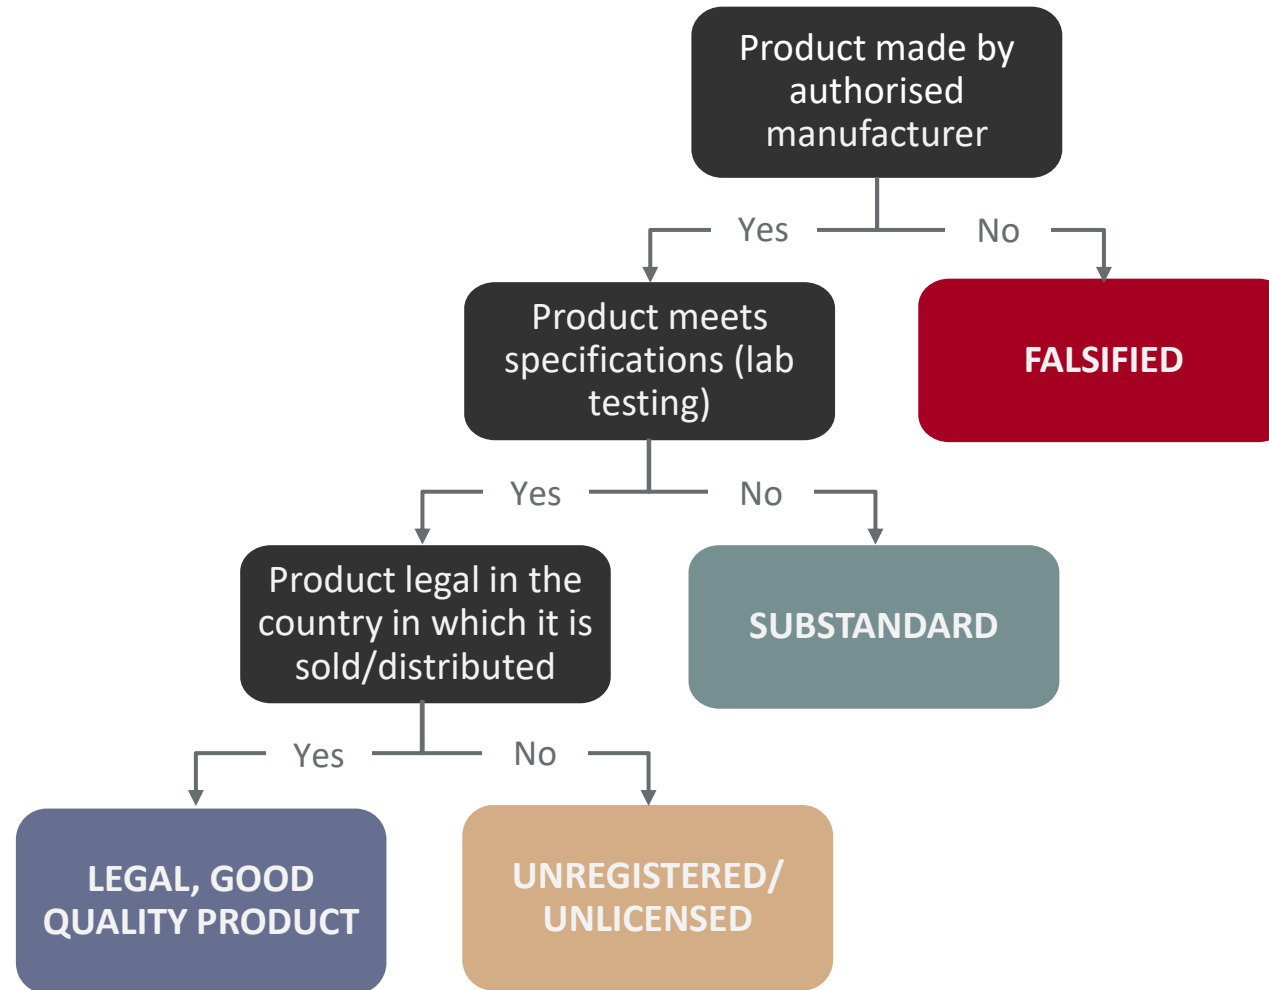 Product made by
authorised
manufacturer
Yes
No
Product meets
specifications (lab
testing)
FALSIFIED
Yes
No
Product legal in the
country in which it is
sold/distributed
SUBSTANDARD
Yes
No
LEGAL, GOOD
QUALITY PRODUCT
UNREGISTERED/
UNLICENSED